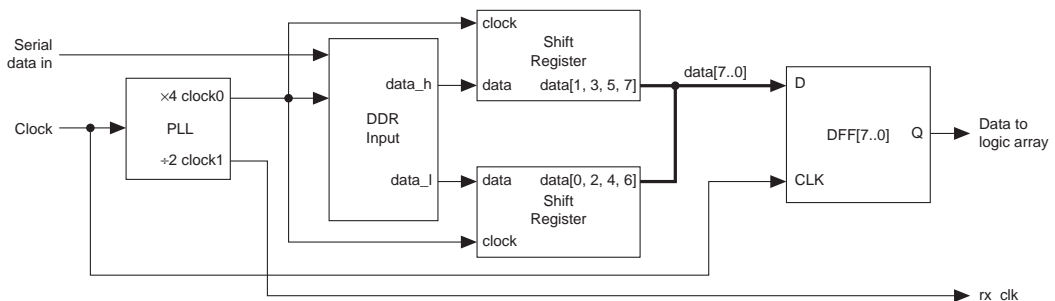 Serial
data in
Clock
×4 clock0
PLL
÷2 clock1
DDR
Input
data_h
data_l
clock
Shift
Register
data
data[1, 3, 5, 7]
data
data[0, 2, 4, 6]
Shift
Register
clock
data[7..0]
D
DFF[7..0]
Q
CLK
Data to
logic array
rx_clk